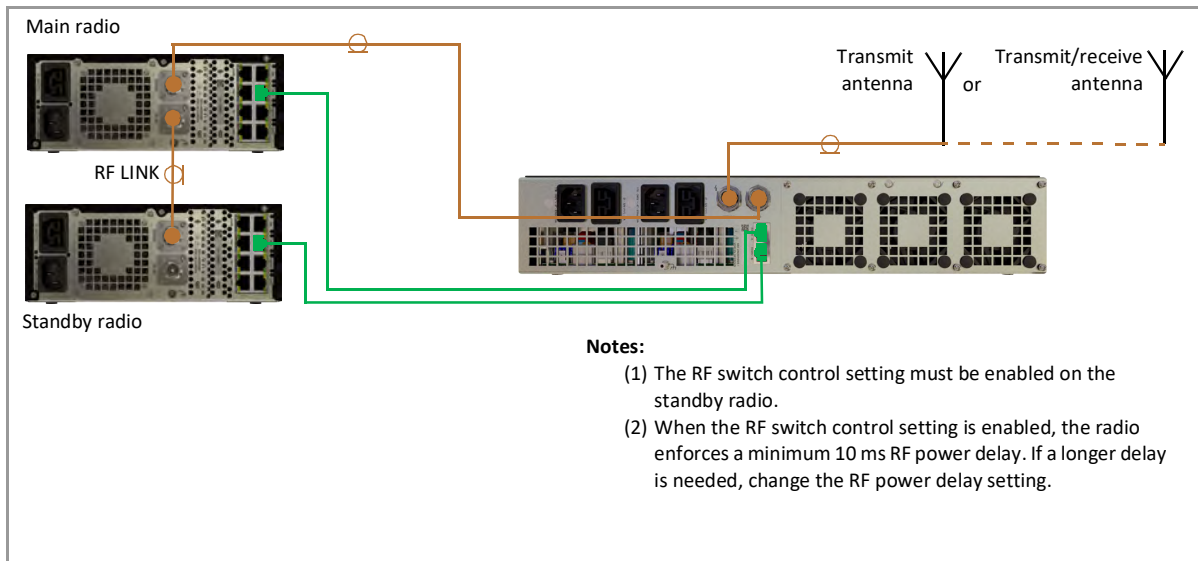 Main radio
Transmit
antenna
or
Transmit/receive
antenna
RF LINK
Standby radio
Notes:
(1) The RF switch control setting must be enabled on the
standby radio.
(2) When the RF switch control setting is enabled, the radio
enforces a minimum 10 ms RF power delay. If a longer delay
is needed, change the RF power delay setting.